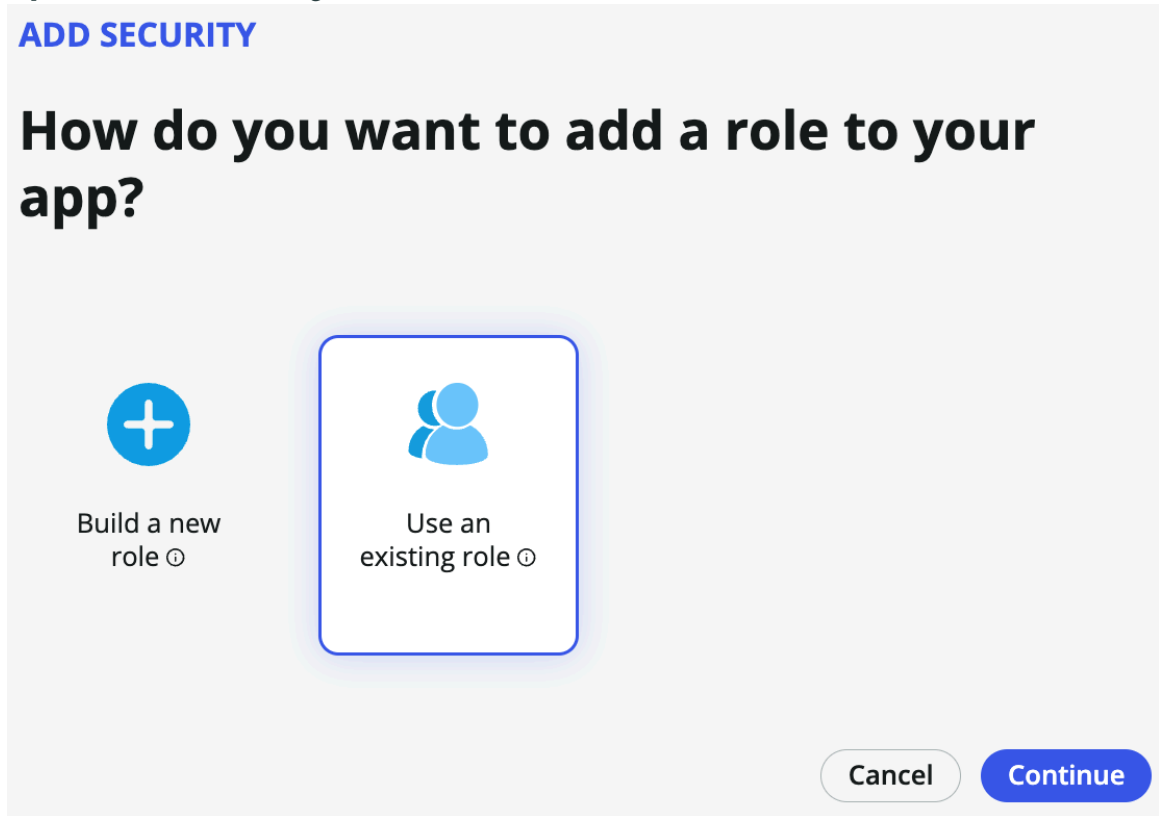 ADD SECURITY
How do you want to add a role to your
app?
Build a new
role
Use an
existing role
Cancel
Continue